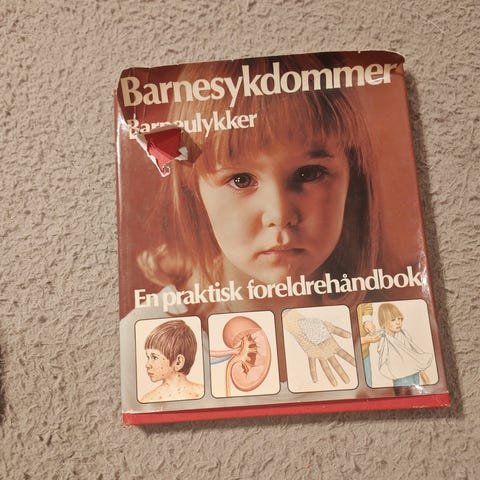 Barnesykdommer
Barneulykker
En praktisk foreldrehåndbok